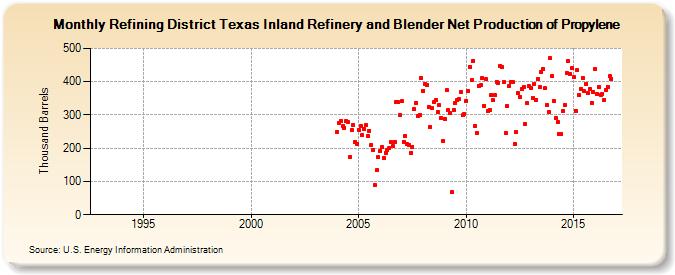 Monthly Refining District Texas Inland Refinery and Blender Net Production of Propylene
Thousand Barrels
500
400
300
200
100
0
1995 2000 2005 2010 2015
Source: U.S. Energy Information Administration